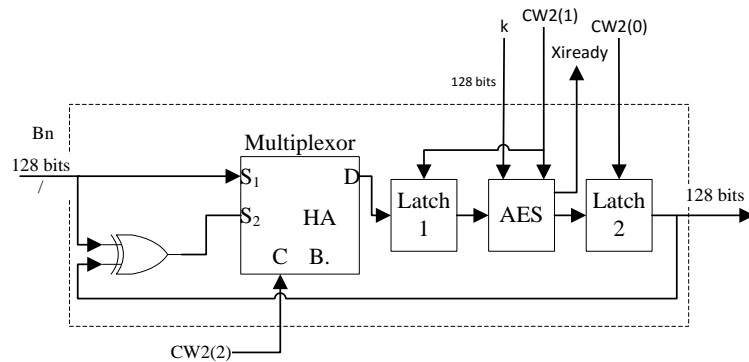 CW2(1)
k
CW2(0)
Xiready
128 bits
Bn
128 bits
/
Multiplexor
S1
D
S2
HA
C B.
Latch
1
AES
Latch
2
128 bits
CW2(2)